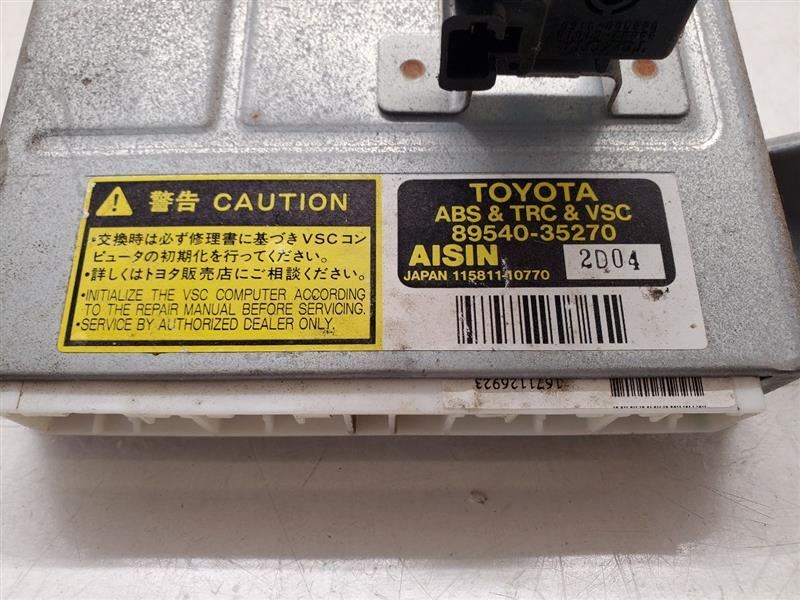 警告 CAUTION
•交換時は必ず修理書に基づきVSCコン
ピュータの初期化を行ってください。
•詳しくはトヨタ販売店にご相談ください。
•INITIALIZE THE VSC COMPUTER ACCORDING
TO THE REPAIR MANUAL BEFORE SERVICING.
•SERVICE BY AUTHORIZED DEALER ONLY.
TOYOTA
ABS & TRC & VSC
89540-35270
AISIN 2D04
JAPAN 115811-10770
1671126923